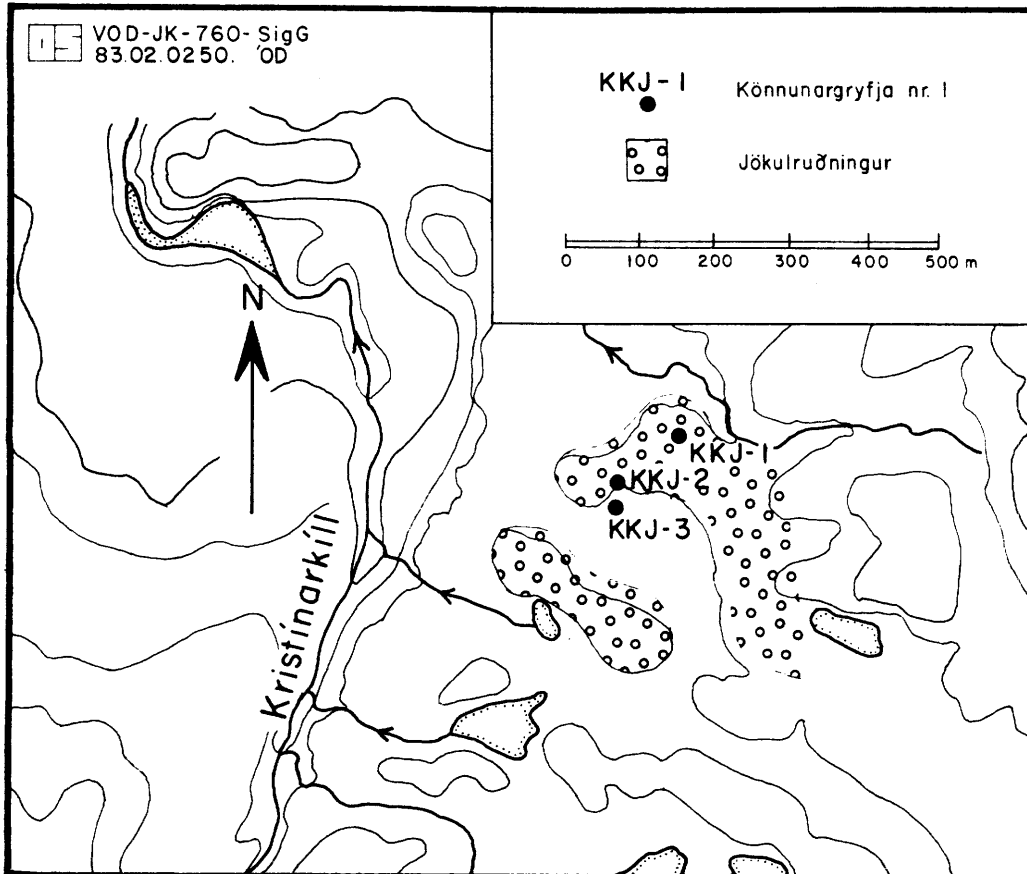 OS VOD-JK-760-SigG
83.02.0250. ÓD
KKJ-1 Könnunargryfja nr. 1
Jökulruðningur
0 100 200 300 400 500 m
N
KKJ-1
KKJ-2
KKJ-3
Kristínarkíll